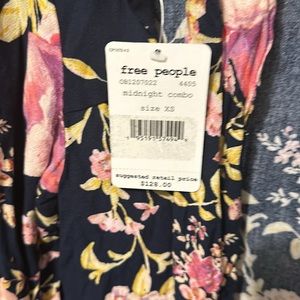 free people
OB1207022 4405
midnight combo
size XS
suggested retail price
$128.00